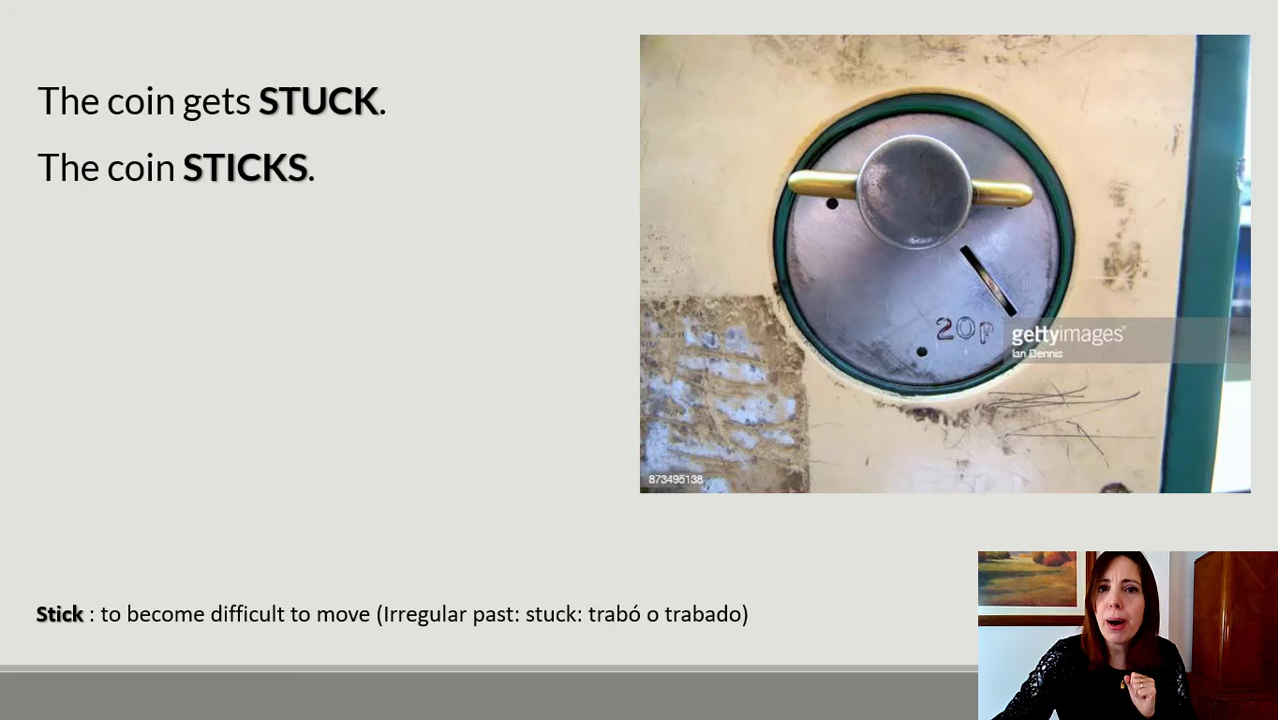 The coin gets STUCK.
The coin STICKS.
20p
gettyimages®
Ian Dennis
873495138
Stick : to become difficult to move (Irregular past: stuck: trabó o trabado)